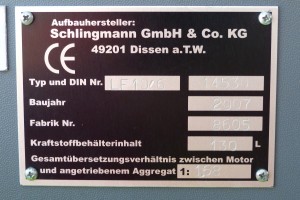 Aufbauhersteller:
Schlingmann GmbH & Co. KG
49201 Dissen a.T.W.
CE
Typ und DIN Nr.
Baujahr 2007
Fabrik Nr.
Kraftstoffbehälterinhalt 130 L
Gesamtübersetzungsverhältnis zwischen Motor
und angetriebenem Aggregat 1: